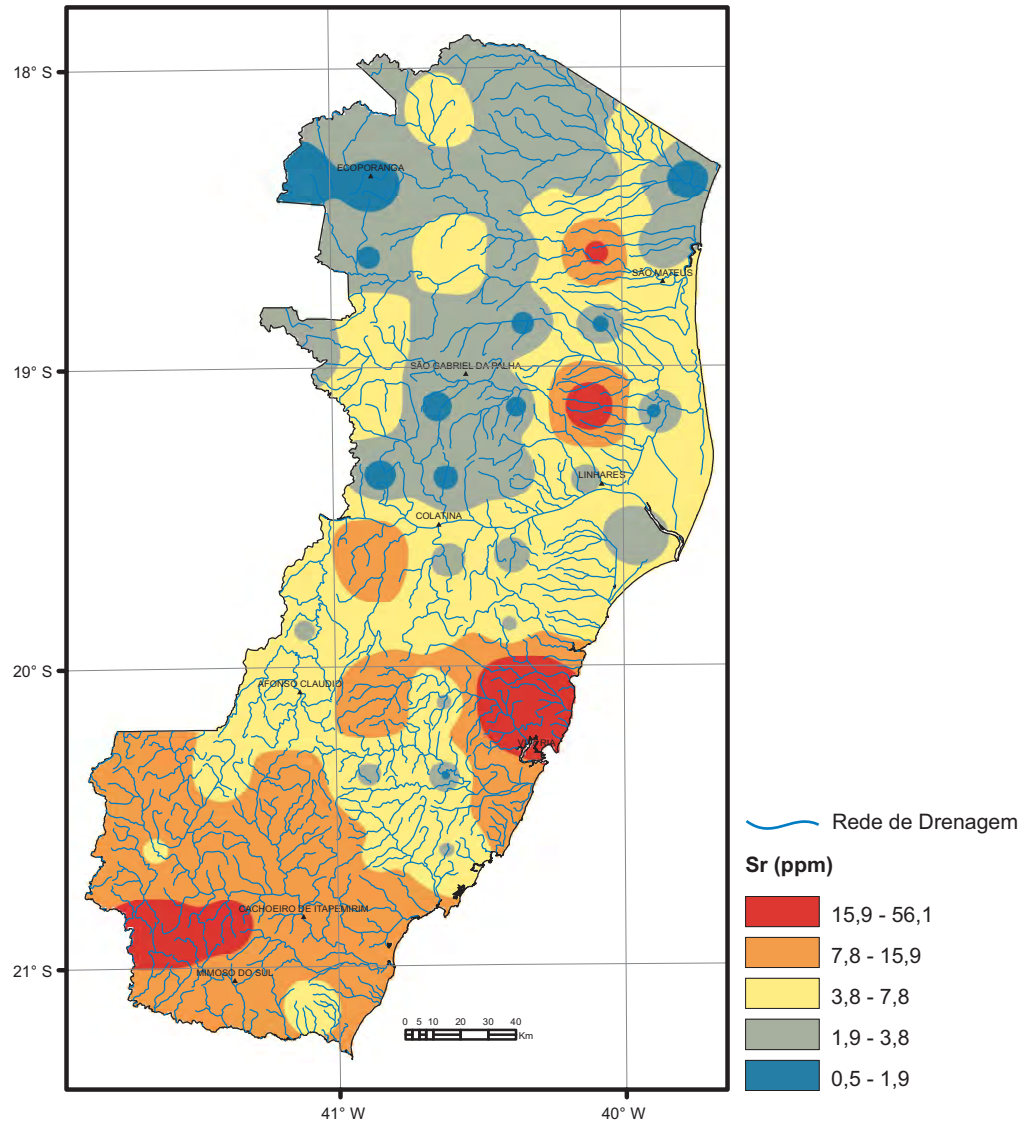 18° S
ECOPORANGA
SÃO MATEUS
19° S
SÃO GABRIEL DA PALHA
LINHARES
COLATINA
20° S
AFONSO CLAUDIO
VITÓRIA
CACHOEIRO DE ITAPEMIRIM
21° S
MIMOSO DO SUL
0 5 10 20 30 40
Km
41° W
40° W
Rede de Drenagem
Sr (ppm)
15,9 - 56,1
7,8 - 15,9
3,8 - 7,8
1,9 - 3,8
0,5 - 1,9